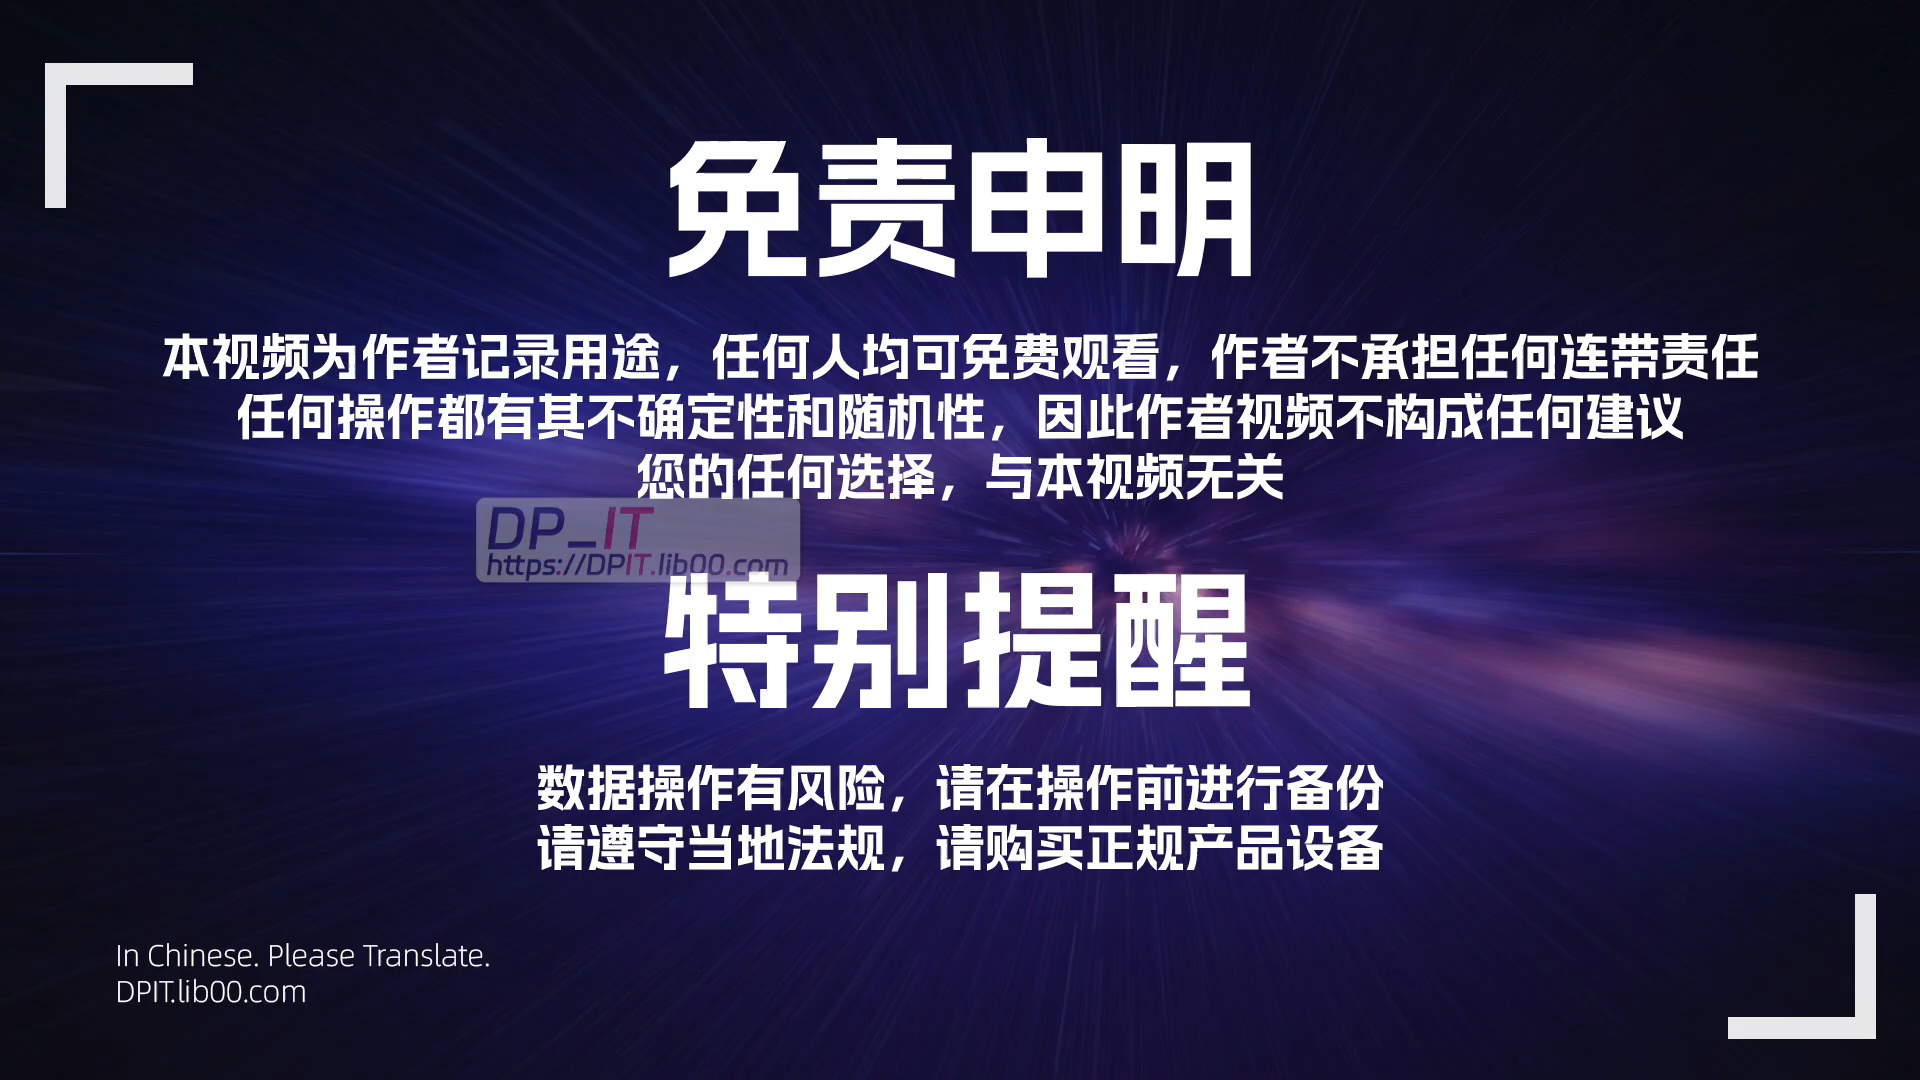 免责申明
本视频为作者记录用途，任何人均可免费观看，作者不承担任何连带责任
任何操作都有其不确定性和随机性，因此作者视频不构成任何建议
您的任何选择，与本视频无关
DP_IT
https://DPIT.lib00.com
特别提醒
数据操作有风险，请在操作前进行备份
请遵守当地法规，请购买正规产品设备
In Chinese. Please Translate.
DPIT.lib00.com